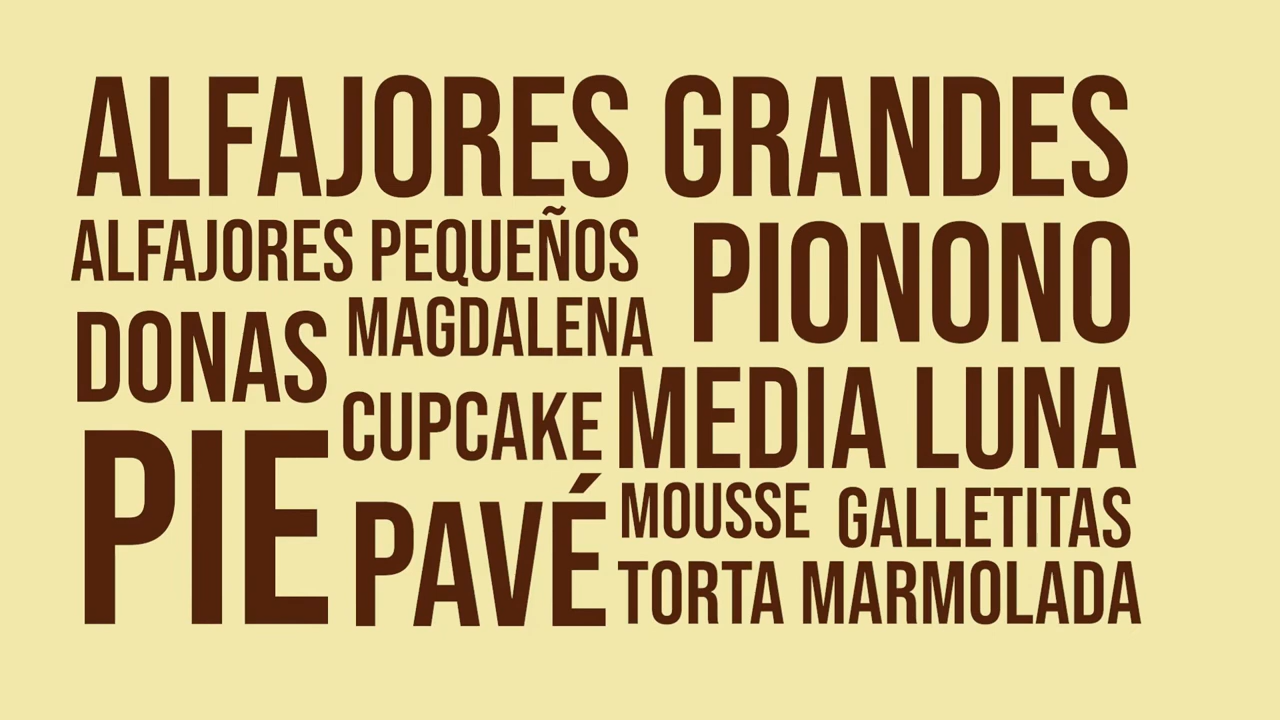 ALFAJORES GRANDES
ALFAJORES PEQUEÑOS
PIONONO
DONAS
MAGDALENA
CUPCAKE
MEDIA LUNA
PIE
PAVÉ
MOUSSE
GALLETITAS
TORTA MARMOLADA